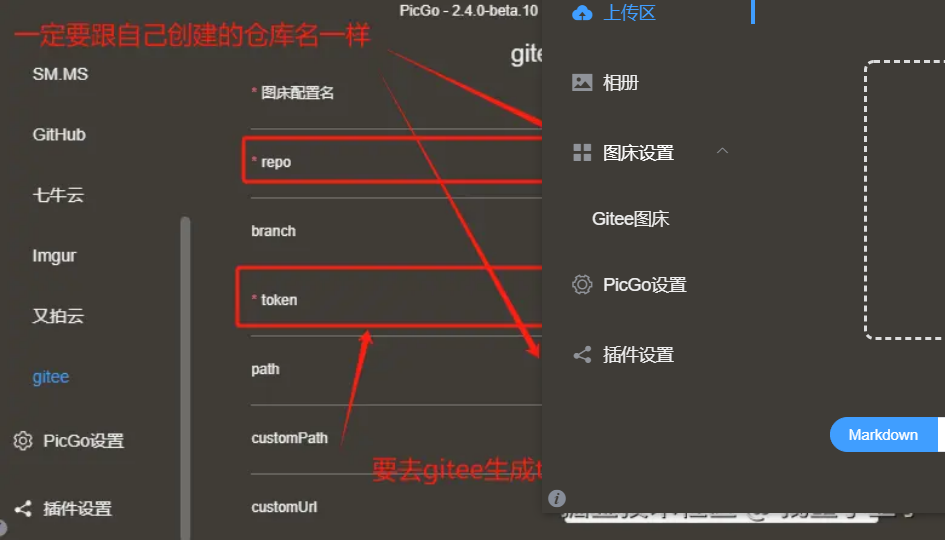 PicGo - 2.4.0-beta.10
一定要跟自己创建的仓库名一样
SM.MS
GitHub
七牛云
Imgur
又拍云
gitee
PicGo设置
插件设置
* 图床配置名
* repo
branch
* token
path
customPath
要去gitee生成
customUrl
上传区
相册
图床设置
Gitee图床
PicGo设置
插件设置
Markdown